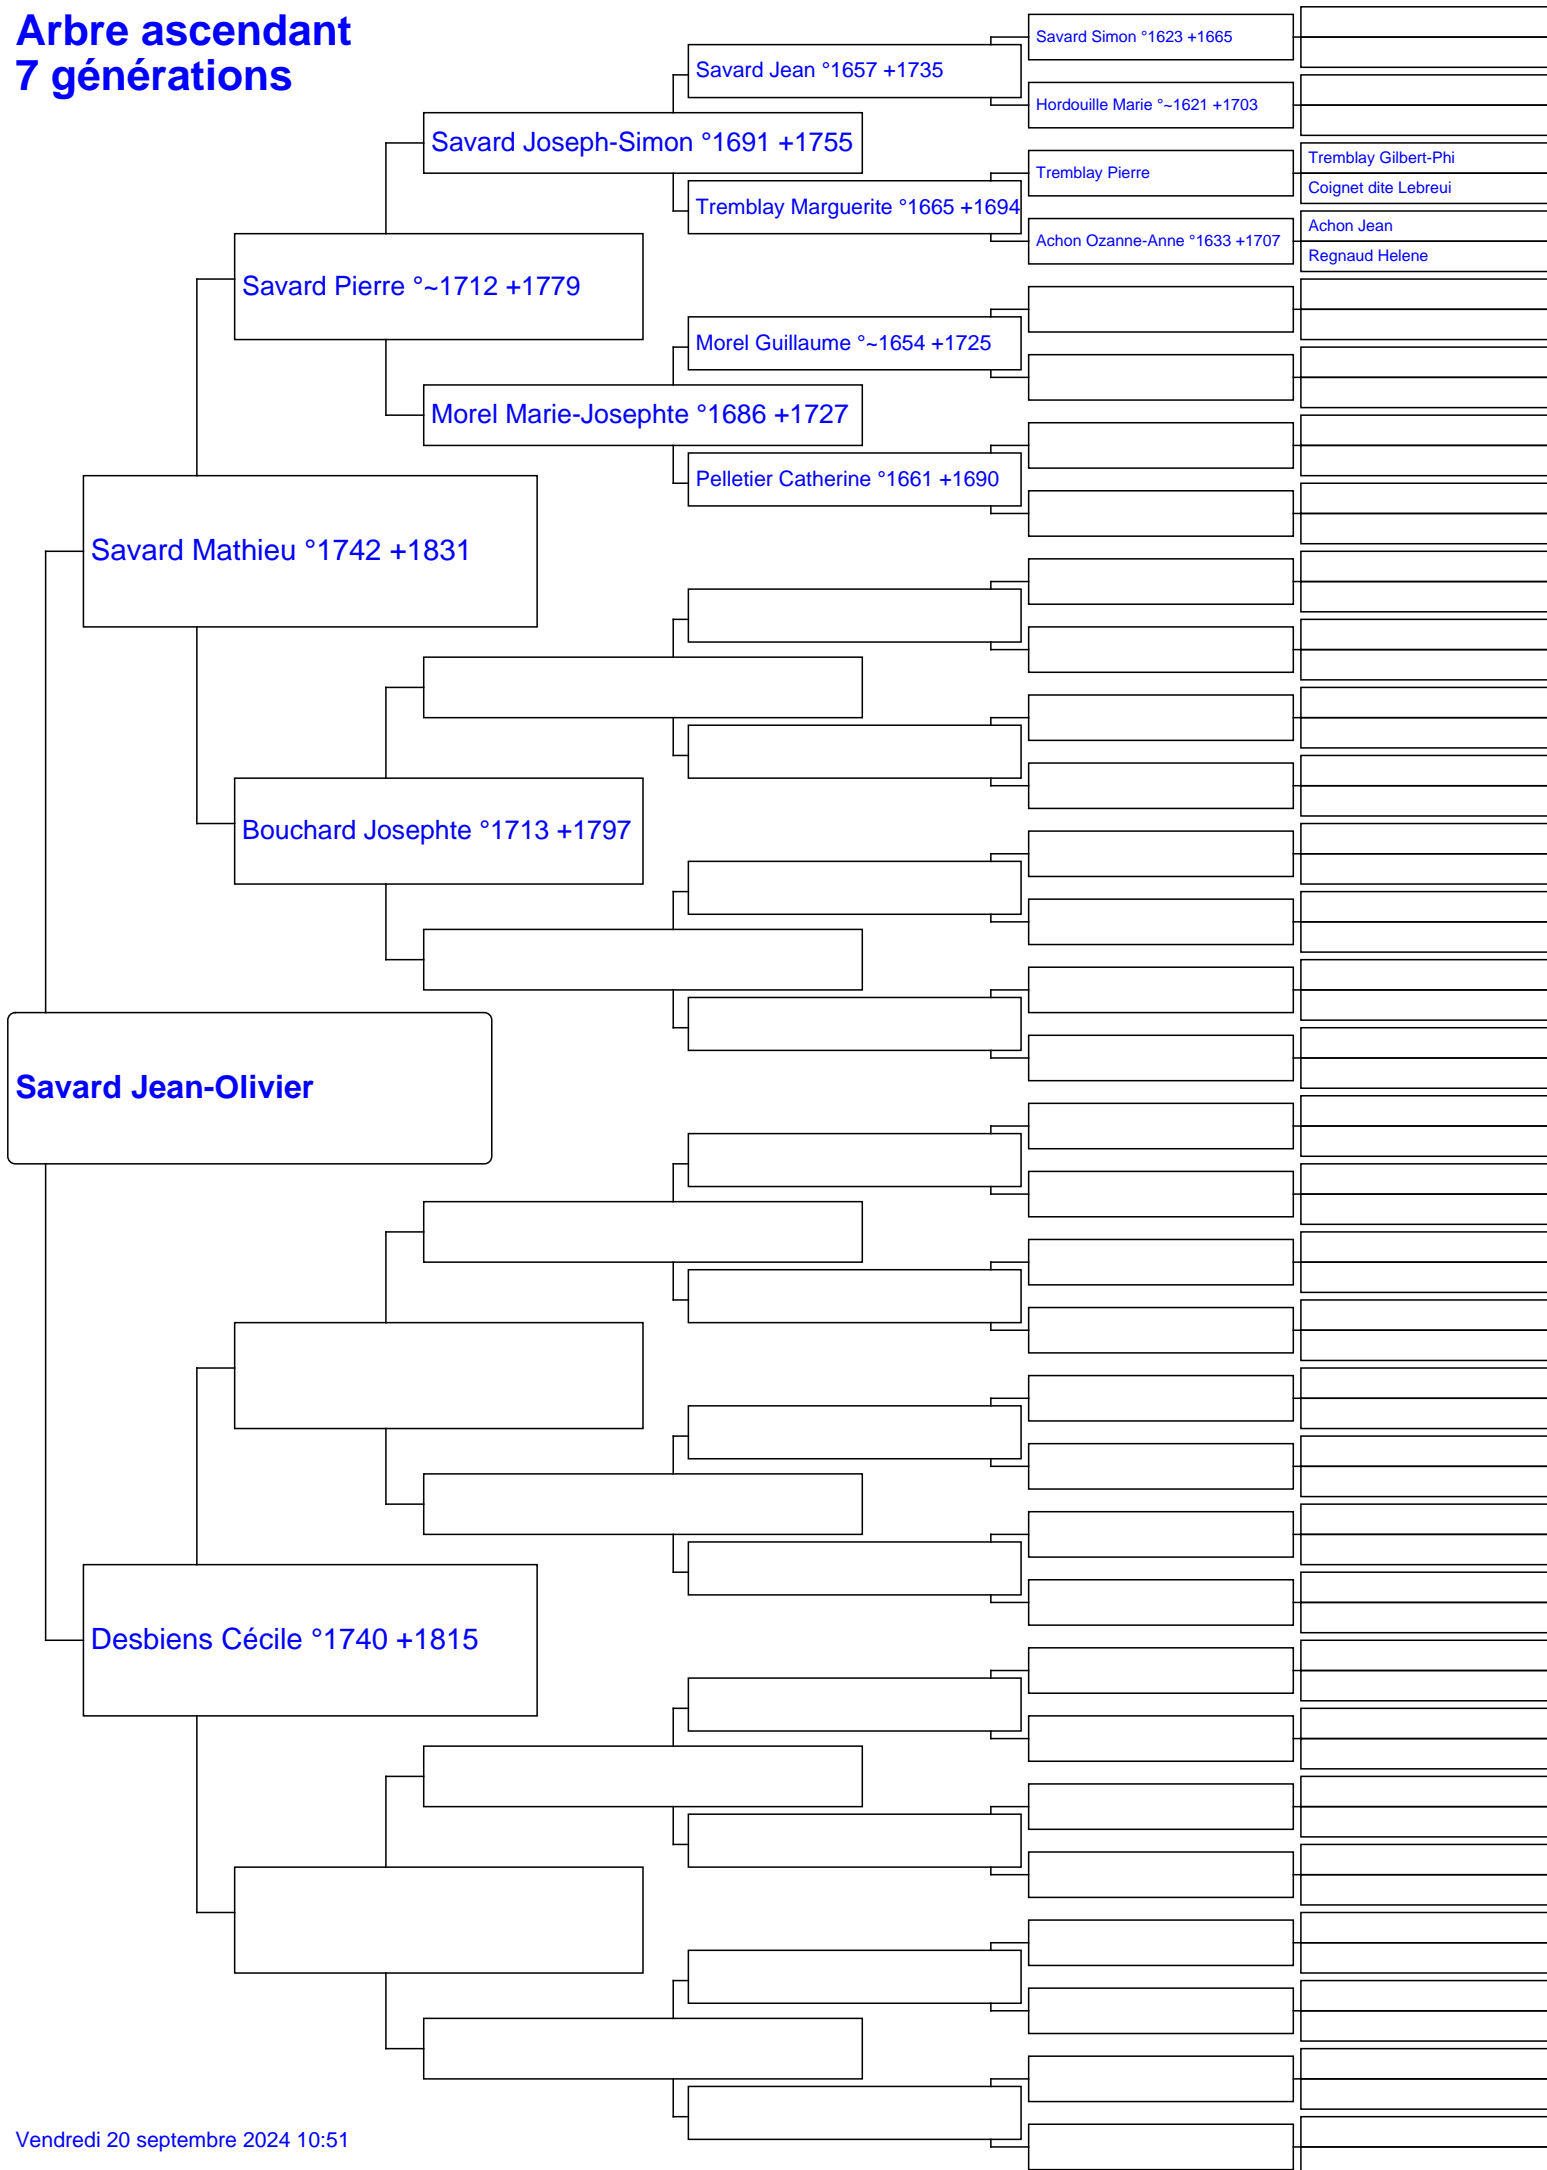 Arbre ascendant
7 générations
Savard Simon °1623 +1665
Savard Jean °1657 +1735
Hordouille Marie °~1621 +1703
Savard Joseph-Simon °1691 +1755
Tremblay Gilbert-Phi
Tremblay Pierre
Coignet dite Lebreui
Tremblay Marguerite °1665 +1694
Achon Jean
Achon Ozanne-Anne °1633 +1707
Regnaud Helene
Savard Pierre °~1712 +1779
Morel Guillaume °~1654 +1725
Morel Marie-Josephte °1686 +1727
Pelletier Catherine °1661 +1690
Savard Mathieu °1742 +1831
Bouchard Josephte °1713 +1797
Savard Jean-Olivier
Desbiens Cécile °1740 +1815
Vendredi 20 septembre 2024 10:51